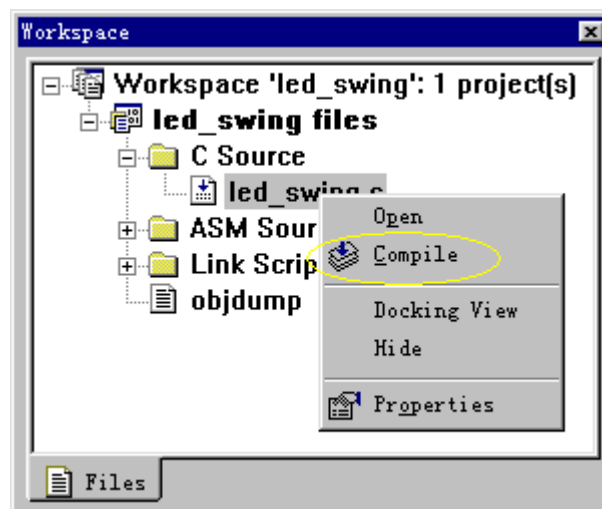 Workspace
Workspace 'led_swing': 1 project(s)
led_swing files
C Source
led_swing.c
ASM Sour
Link Scrip
objdump
Open
Compile
Docking View
Hide
Properties
Files